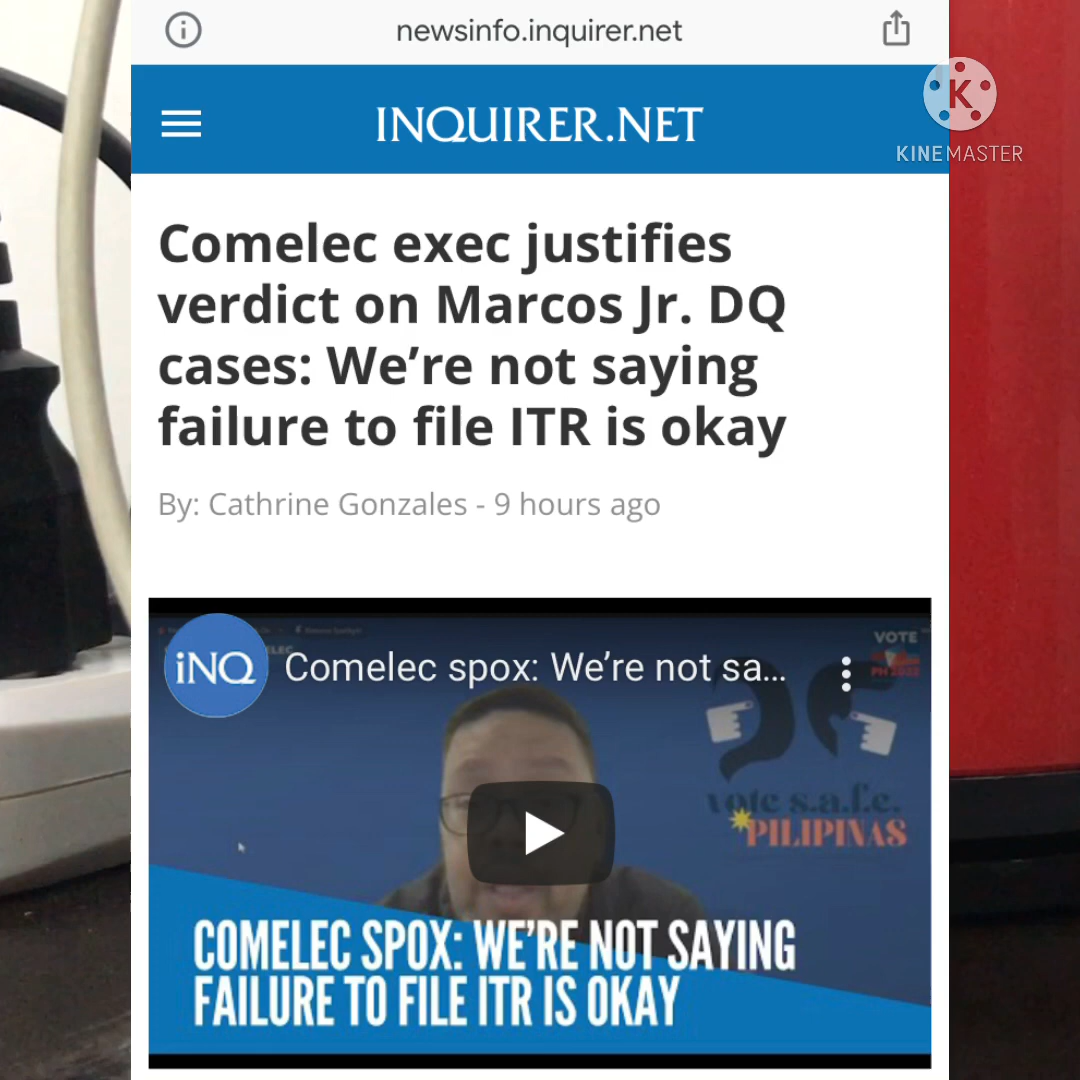 newsinfo.inquirer.net
INQUIRER.NET
K
KINEMASTER
Comelec exec justifies
verdict on Marcos Jr. DQ
cases: We’re not saying
failure to file ITR is okay
By: Cathrine Gonzales - 9 hours ago
iNQ
Comelec spox: We’re not sa...
VOTE
PH 2022
vote s.a.f.e.
PILIPINAS
COMELEC SPOX: WE’RE NOT SAYING
FAILURE TO FILE ITR IS OKAY